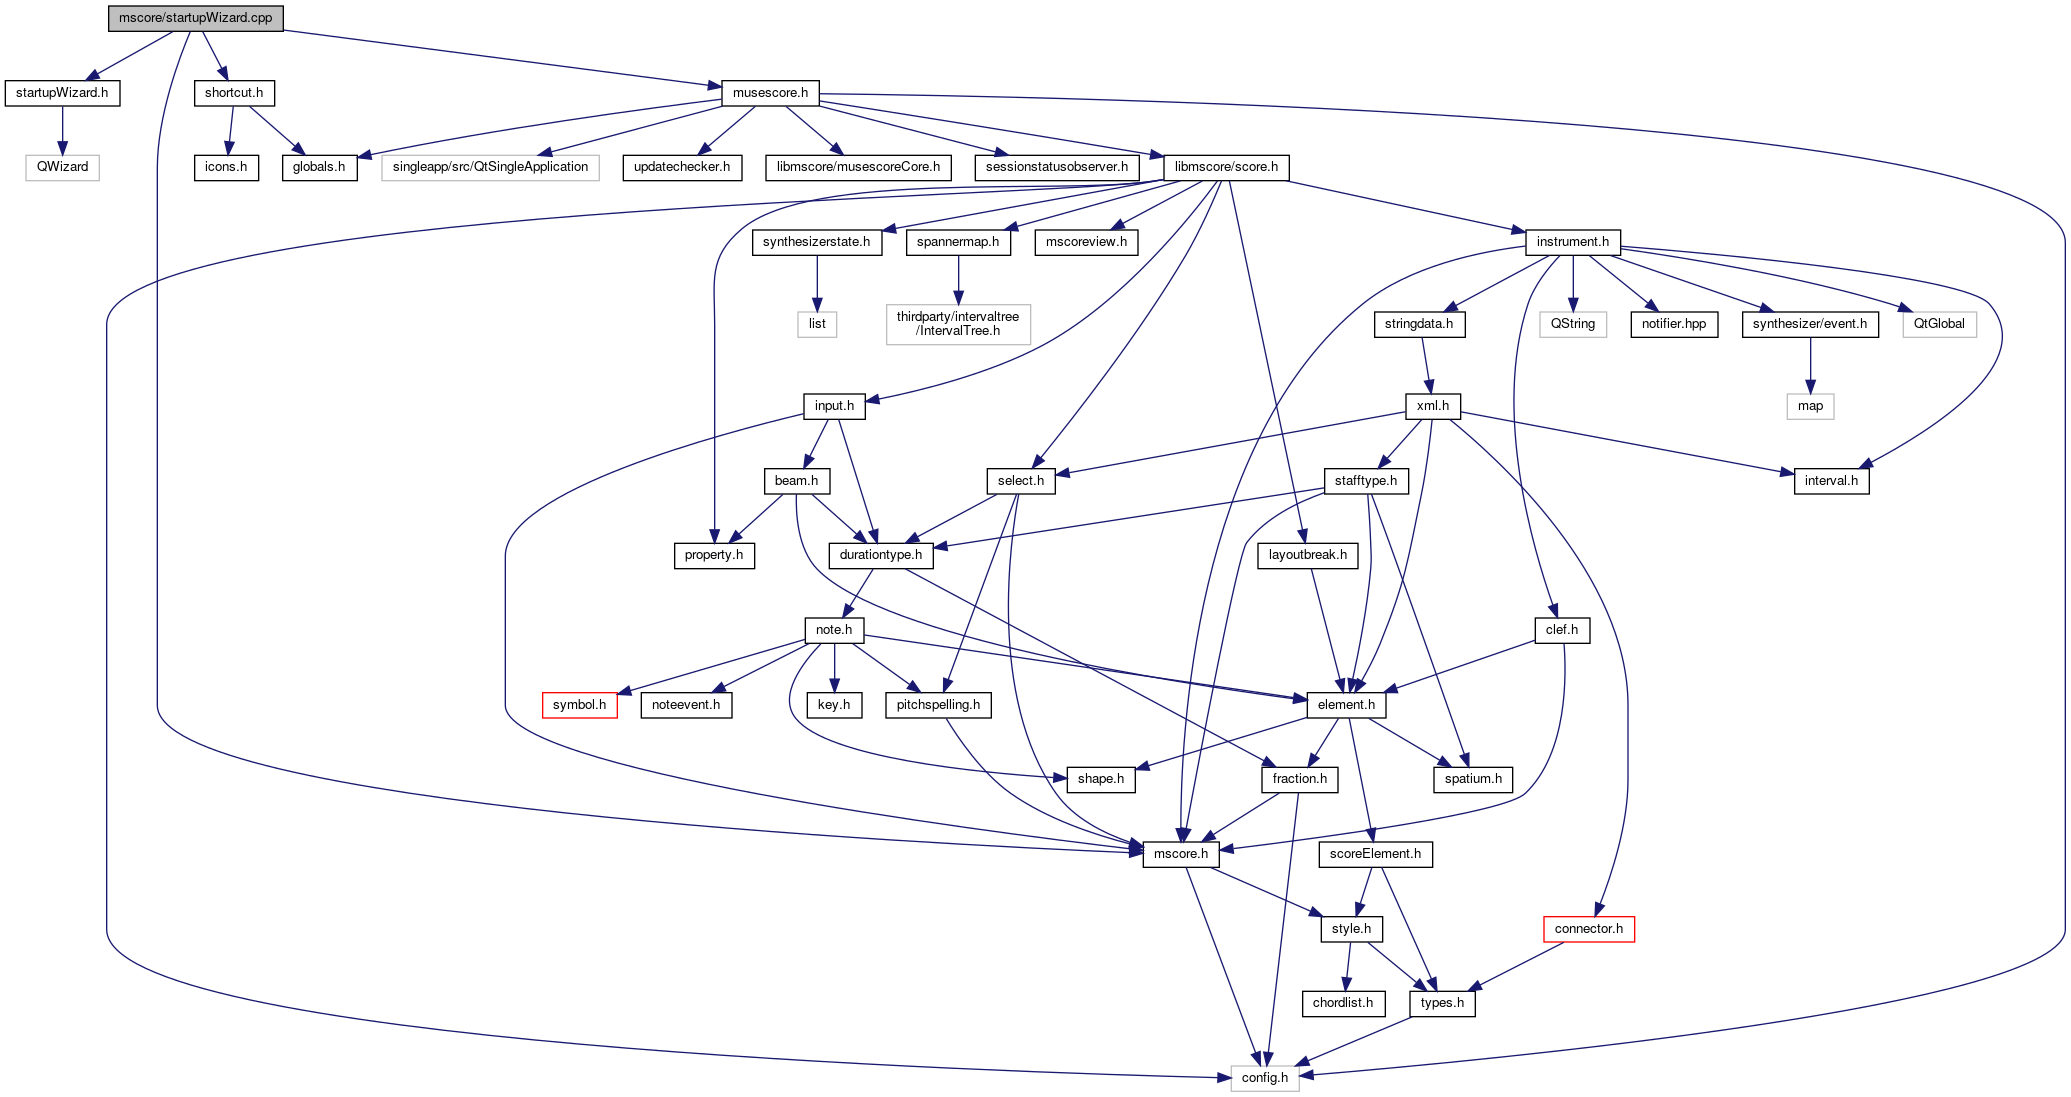 mscore/startupWizard.cpp
startupWizard.h
shortcut.h
musescore.h
QWizard
icons.h
globals.h
singleapp/src/QtSingleApplication
updatechecker.h
libmscore/musescoreCore.h
sessionstatusobserver.h
libmscore/score.h
synthesizerstate.h
spannermap.h
mscoreview.h
instrument.h
list
thirdparty/intervaltree
/IntervalTree.h
stringdata.h
QString
notifier.hpp
synthesizer/event.h
QtGlobal
input.h
xml.h
map
beam.h
select.h
stafftype.h
interval.h
property.h
durationtype.h
layoutbreak.h
note.h
clef.h
symbol.h
noteevent.h
key.h
pitchspelling.h
element.h
shape.h
fraction.h
spatium.h
mscore.h
scoreElement.h
style.h
connector.h
chordlist.h
types.h
config.h